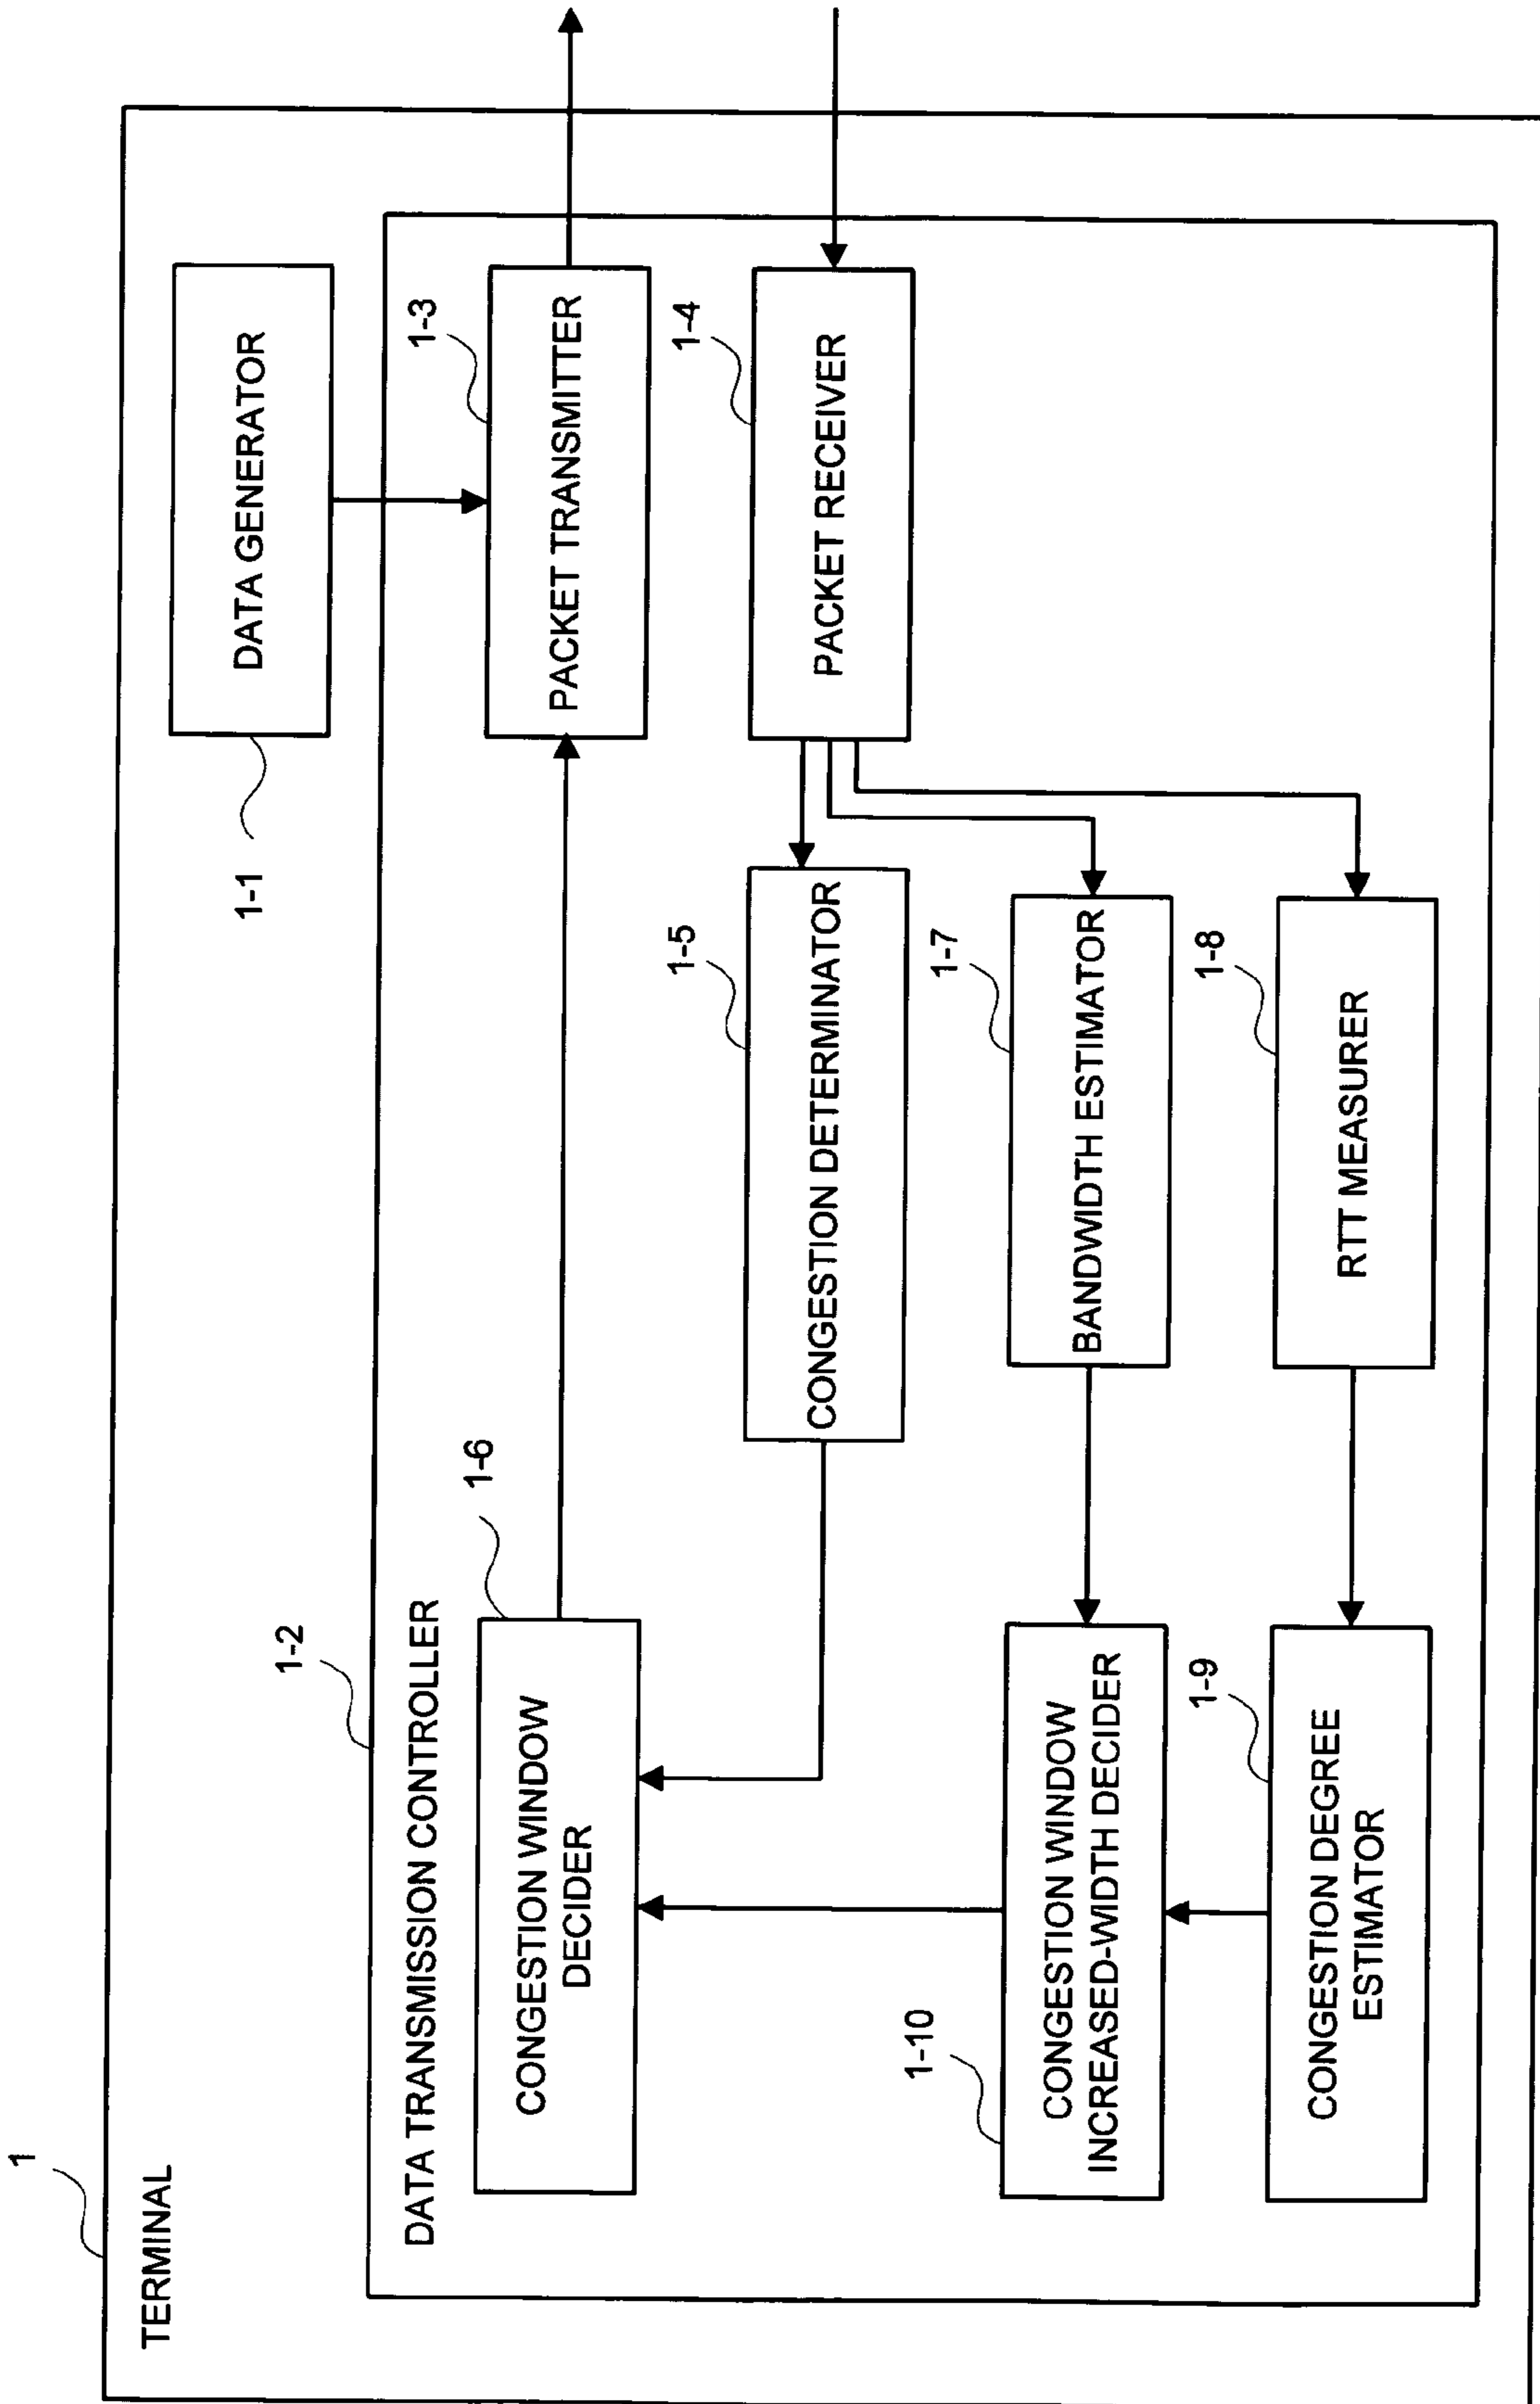 1
TERMINAL
1-1
DATA GENERATOR
1-2
DATA TRANSMISSION CONTROLLER
1-6
CONGESTION WINDOW
DECIDER
1-3
PACKET TRANSMITTER
1-5
CONGESTION DETERMINATOR
1-4
PACKET RECEIVER
1-10
CONGESTION WINDOW
INCREASED-WIDTH DECIDER
1-7
BANDWIDTH ESTIMATOR
1-9
CONGESTION DEGREE
ESTIMATOR
1-8
RTT MEASURER